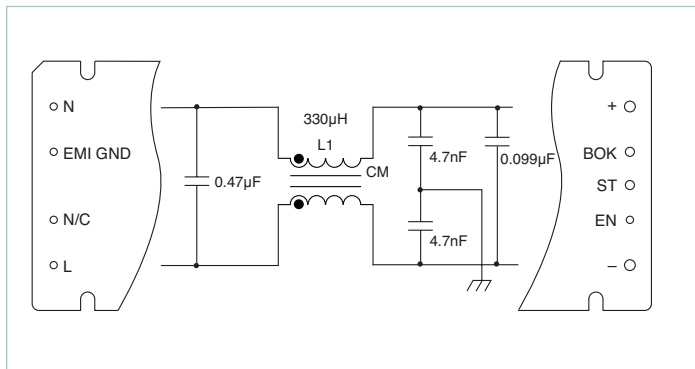 N
EMI GND
N/C
L
0.47µF
330µH
L1
CM
4.7nF
4.7nF
0.099µF
+
BOK
ST
EN
–